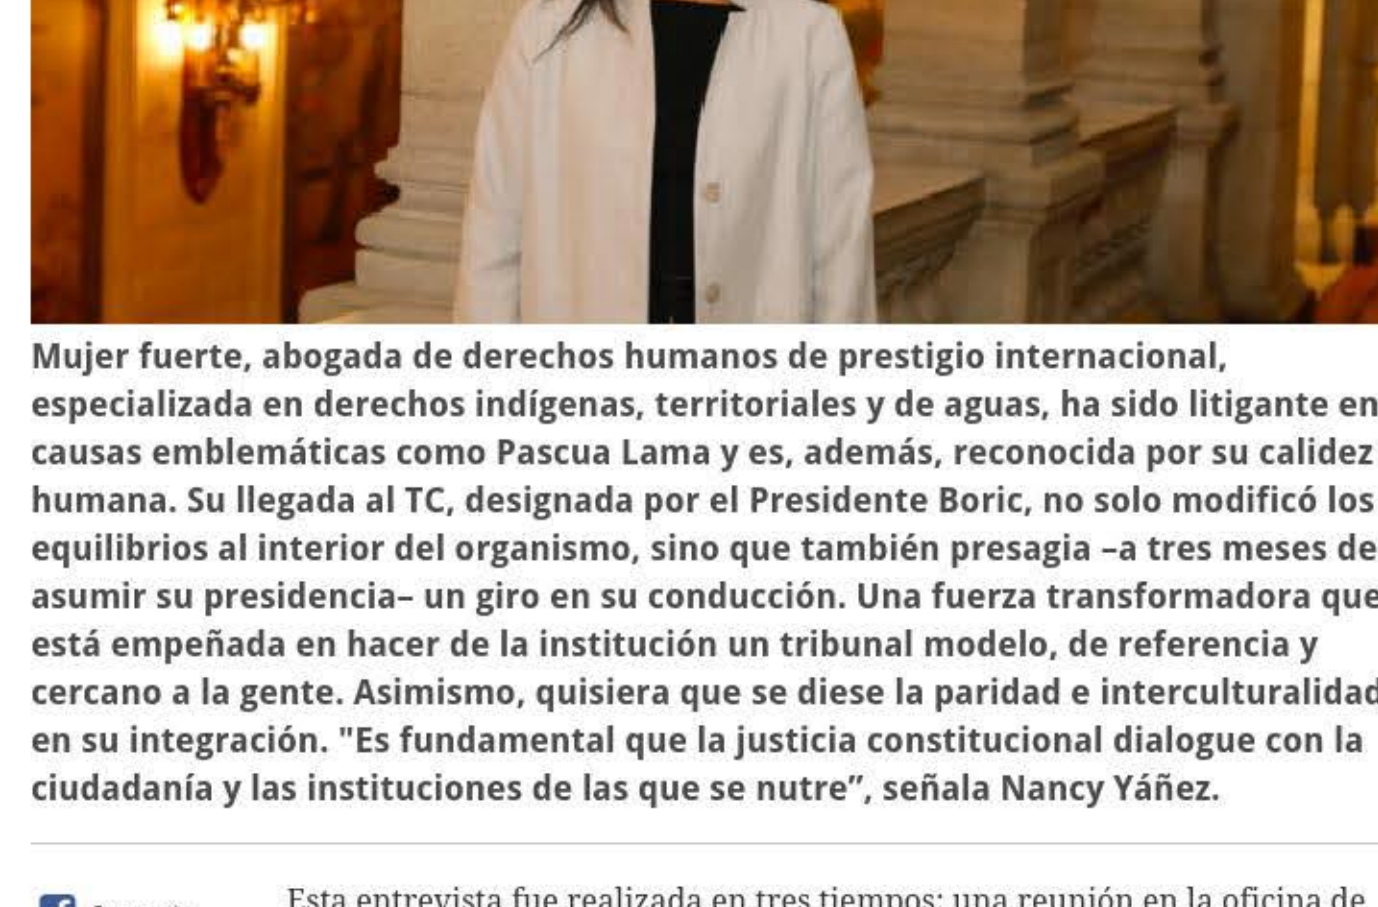 Mujer fuerte, abogada de derechos humanos de prestigio internacional,
especializada en derechos indígenas, territoriales y de aguas, ha sido litigante en
causas emblemáticas como Pascua Lama y es, además, reconocida por su calidez
humana. Su llegada al TC, designada por el Presidente Boric, no solo modificó los
equilibrios al interior del organismo, sino que también presagia –a tres meses de
asumir su presidencia– un giro en su conducción. Una fuerza transformadora que
está empeñada en hacer de la institución un tribunal modelo, de referencia y
cercano a la gente. Asimismo, quisiera que se diese la paridad e interculturalidad
en su integración. "Es fundamental que la justicia constitucional dialogue con la
ciudadanía y las instituciones de las que se nutre”, señala Nancy Yáñez.
Esta entrevista fue realizada en tres tiempos: una reunión en la oficina de